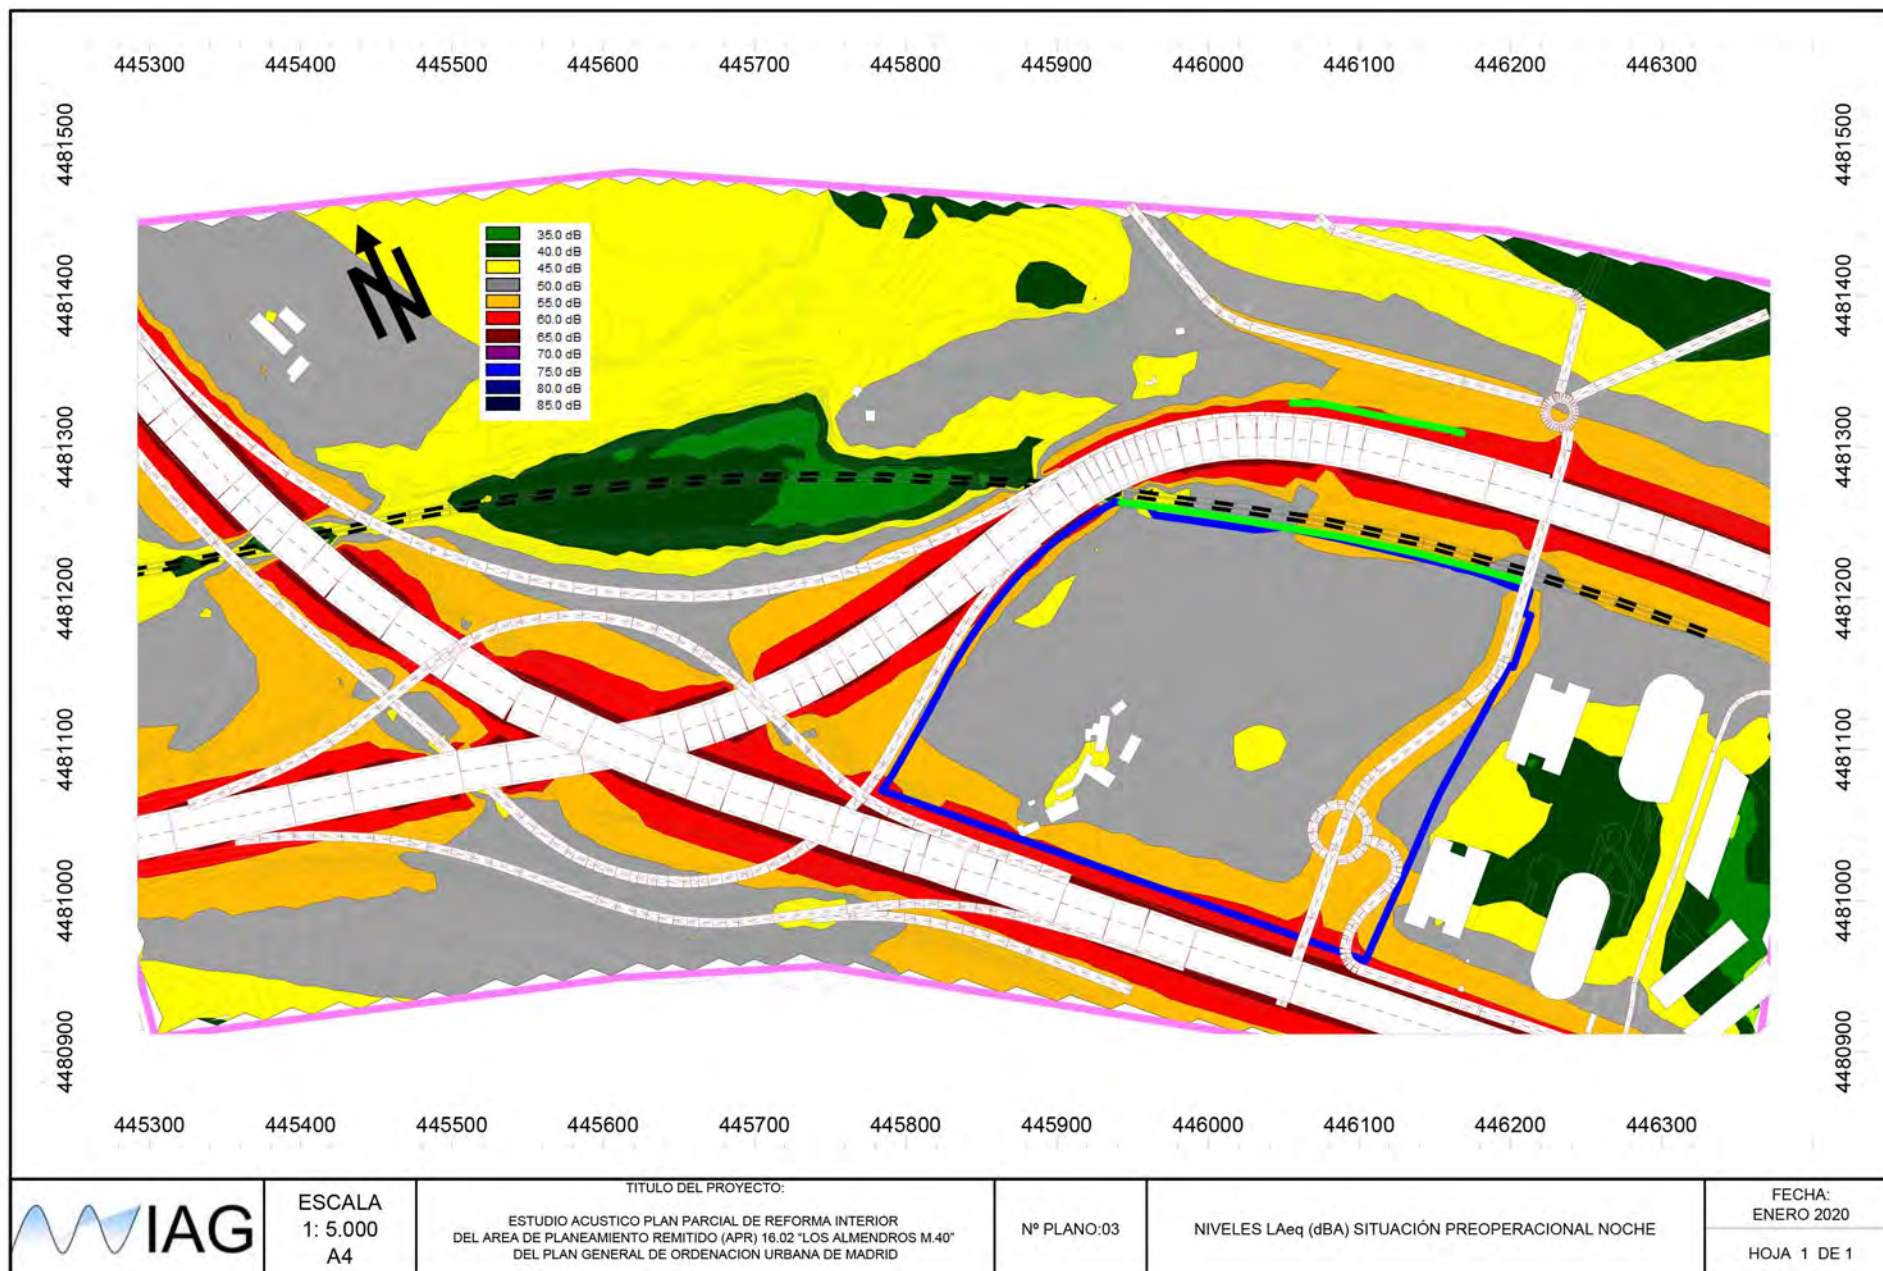 445300 445400 445500 445600 445700 445800 445900 446000 446100 446200 446300
4481500
4481400
4481300
4481200
4481100
4481000
4480900
4481500
4481400
4481300
4481200
4481100
4481000
4480900
N
35.0 dB
40.0 dB
45.0 dB
50.0 dB
55.0 dB
60.0 dB
65.0 dB
70.0 dB
75.0 dB
80.0 dB
85.0 dB
445300 445400 445500 445600 445700 445800 445900 446000 446100 446200 446300
IAG
ESCALA
1: 5.000
A4
TITULO DEL PROYECTO:
ESTUDIO ACUSTICO PLAN PARCIAL DE REFORMA INTERIOR
DEL AREA DE PLANEAMIENTO REMITIDO (APR) 16.02 "LOS ALMENDROS M.40"
DEL PLAN GENERAL DE ORDENACION URBANA DE MADRID
Nº PLANO:03
NIVELES LAeq (dBA) SITUACIÓN PREOPERACIONAL NOCHE
FECHA:
ENERO 2020
HOJA 1 DE 1